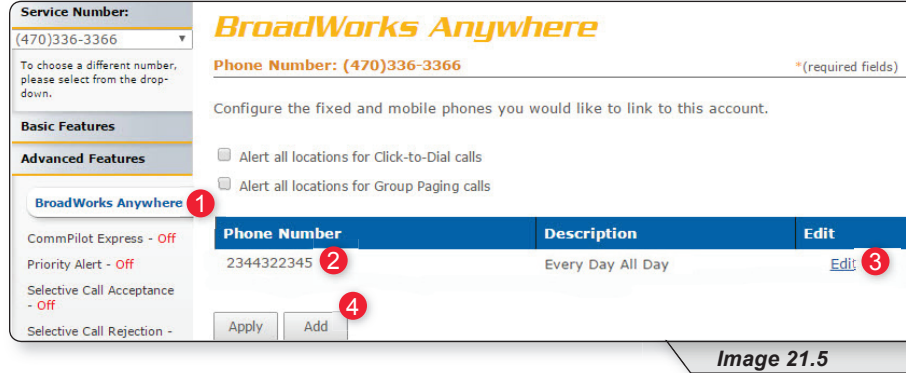 Service Number:
(470)336-3366
To choose a different number,
please select from the drop-
down.
Basic Features
Advanced Features
BroadWorks Anywhere 1
CommPilot Express - Off
Priority Alert - Off
Selective Call Acceptance
- Off
Selective Call Rejection -
BroadWorks Anywhere
Phone Number: (470)336-3366 *(required fields)
Configure the fixed and mobile phones you would like to link to this account.
Alert all locations for Click-to-Dial calls
Alert all locations for Group Paging calls
Phone Number Description Edit
2344322345 2 Every Day All Day Edit 3
4
Apply Add
Image 21.5